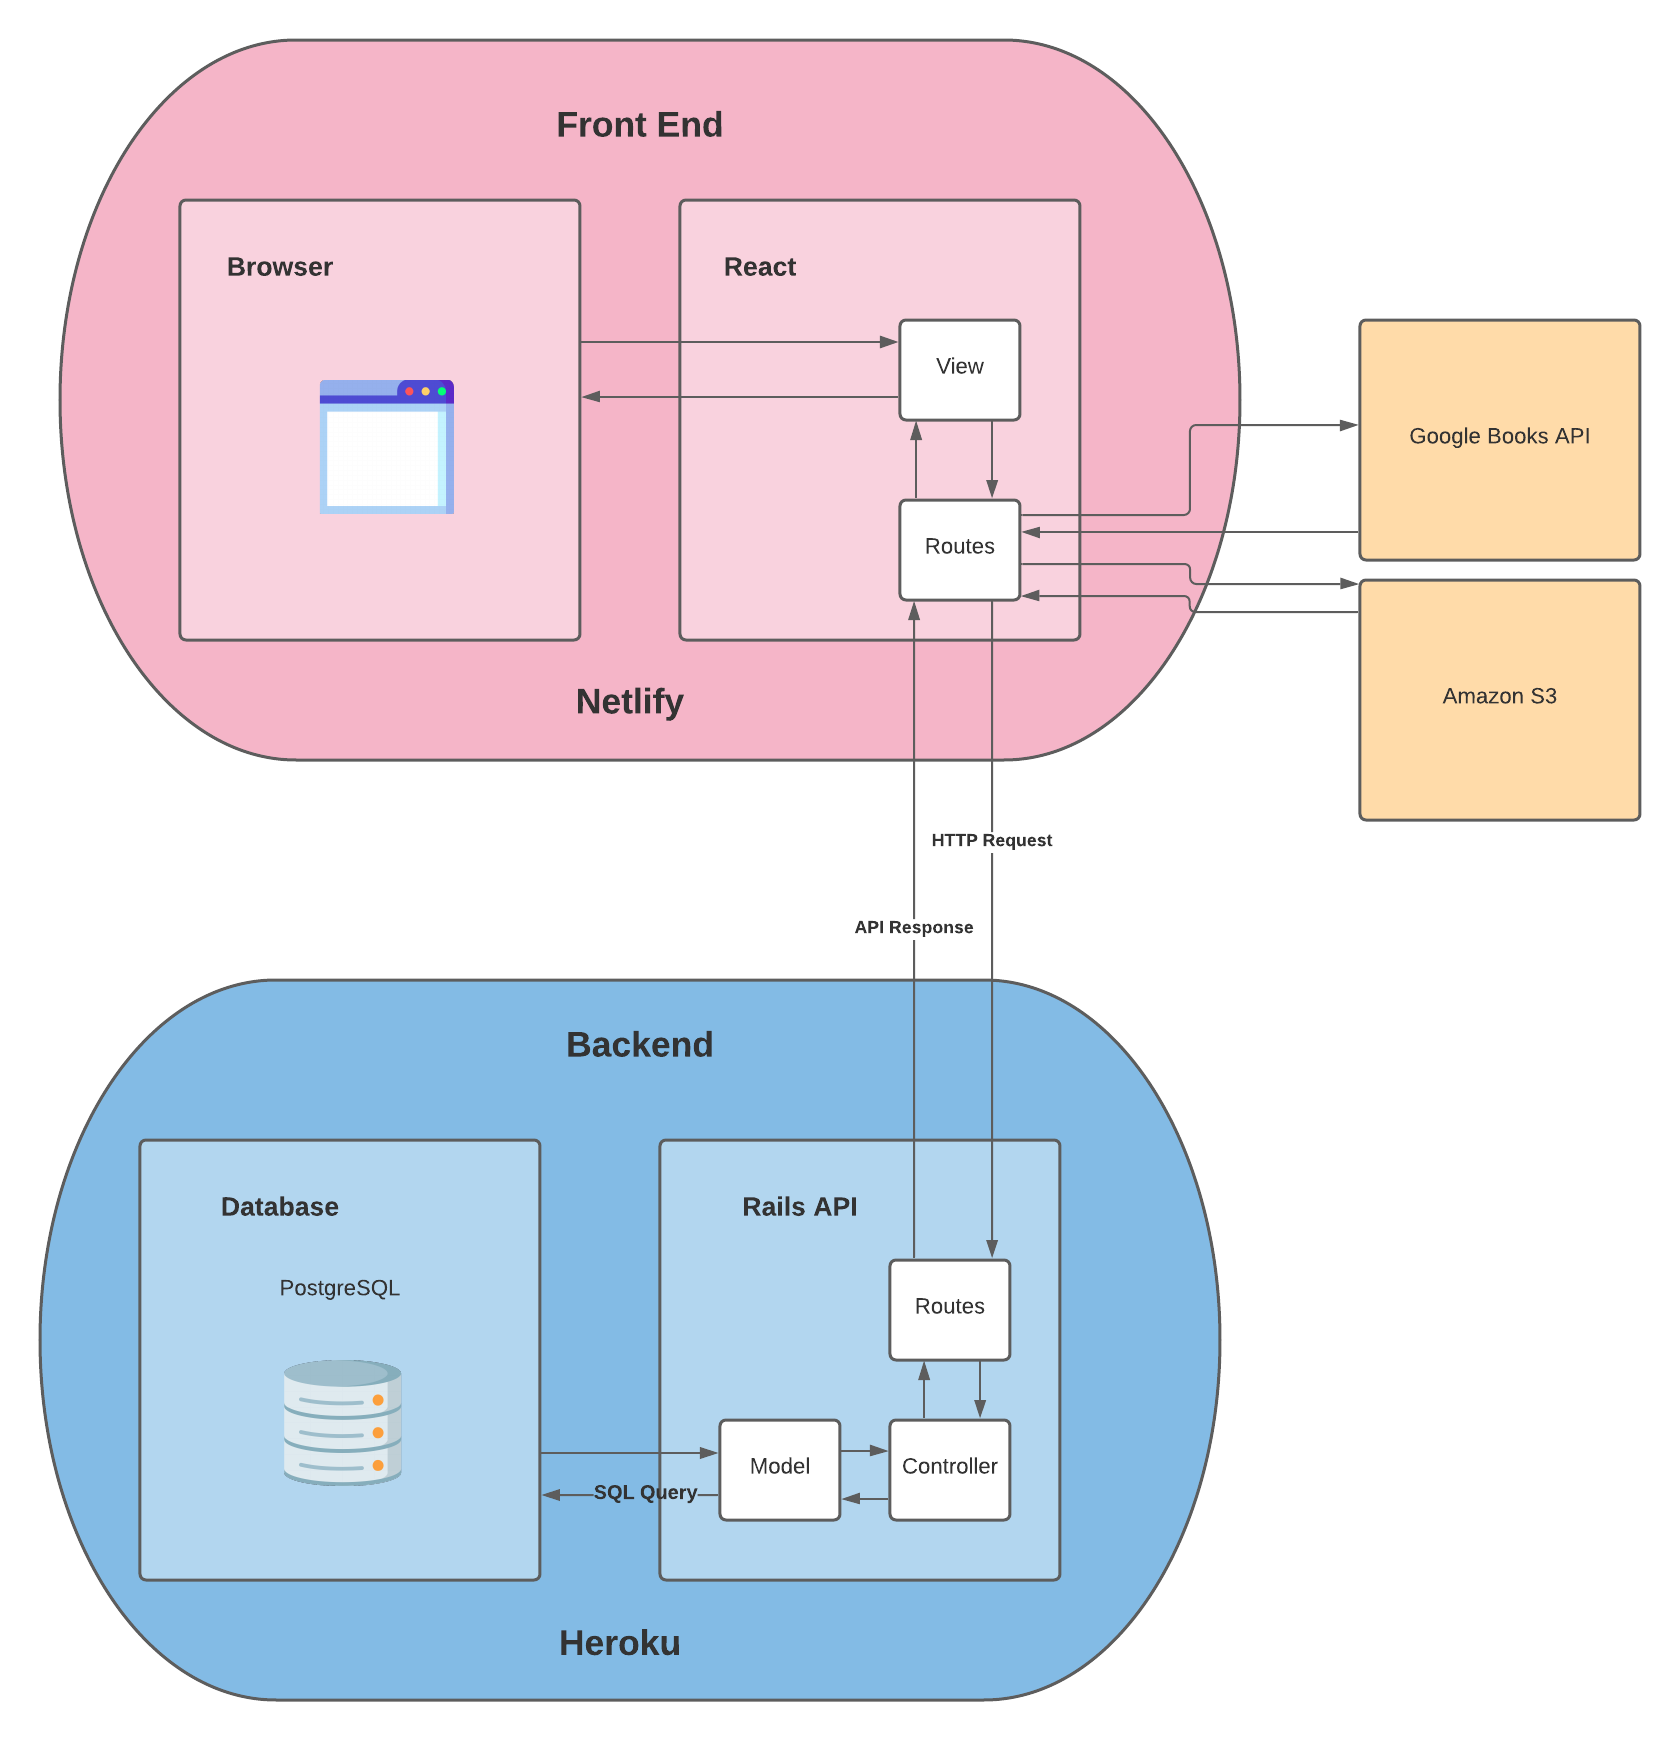 Front End
Browser
React
View
Google Books API
Routes
Amazon S3
Netlify
HTTP Request
API Response
Backend
Database
Rails API
PostgreSQL
Routes
Model
Controller
SQL Query
Heroku